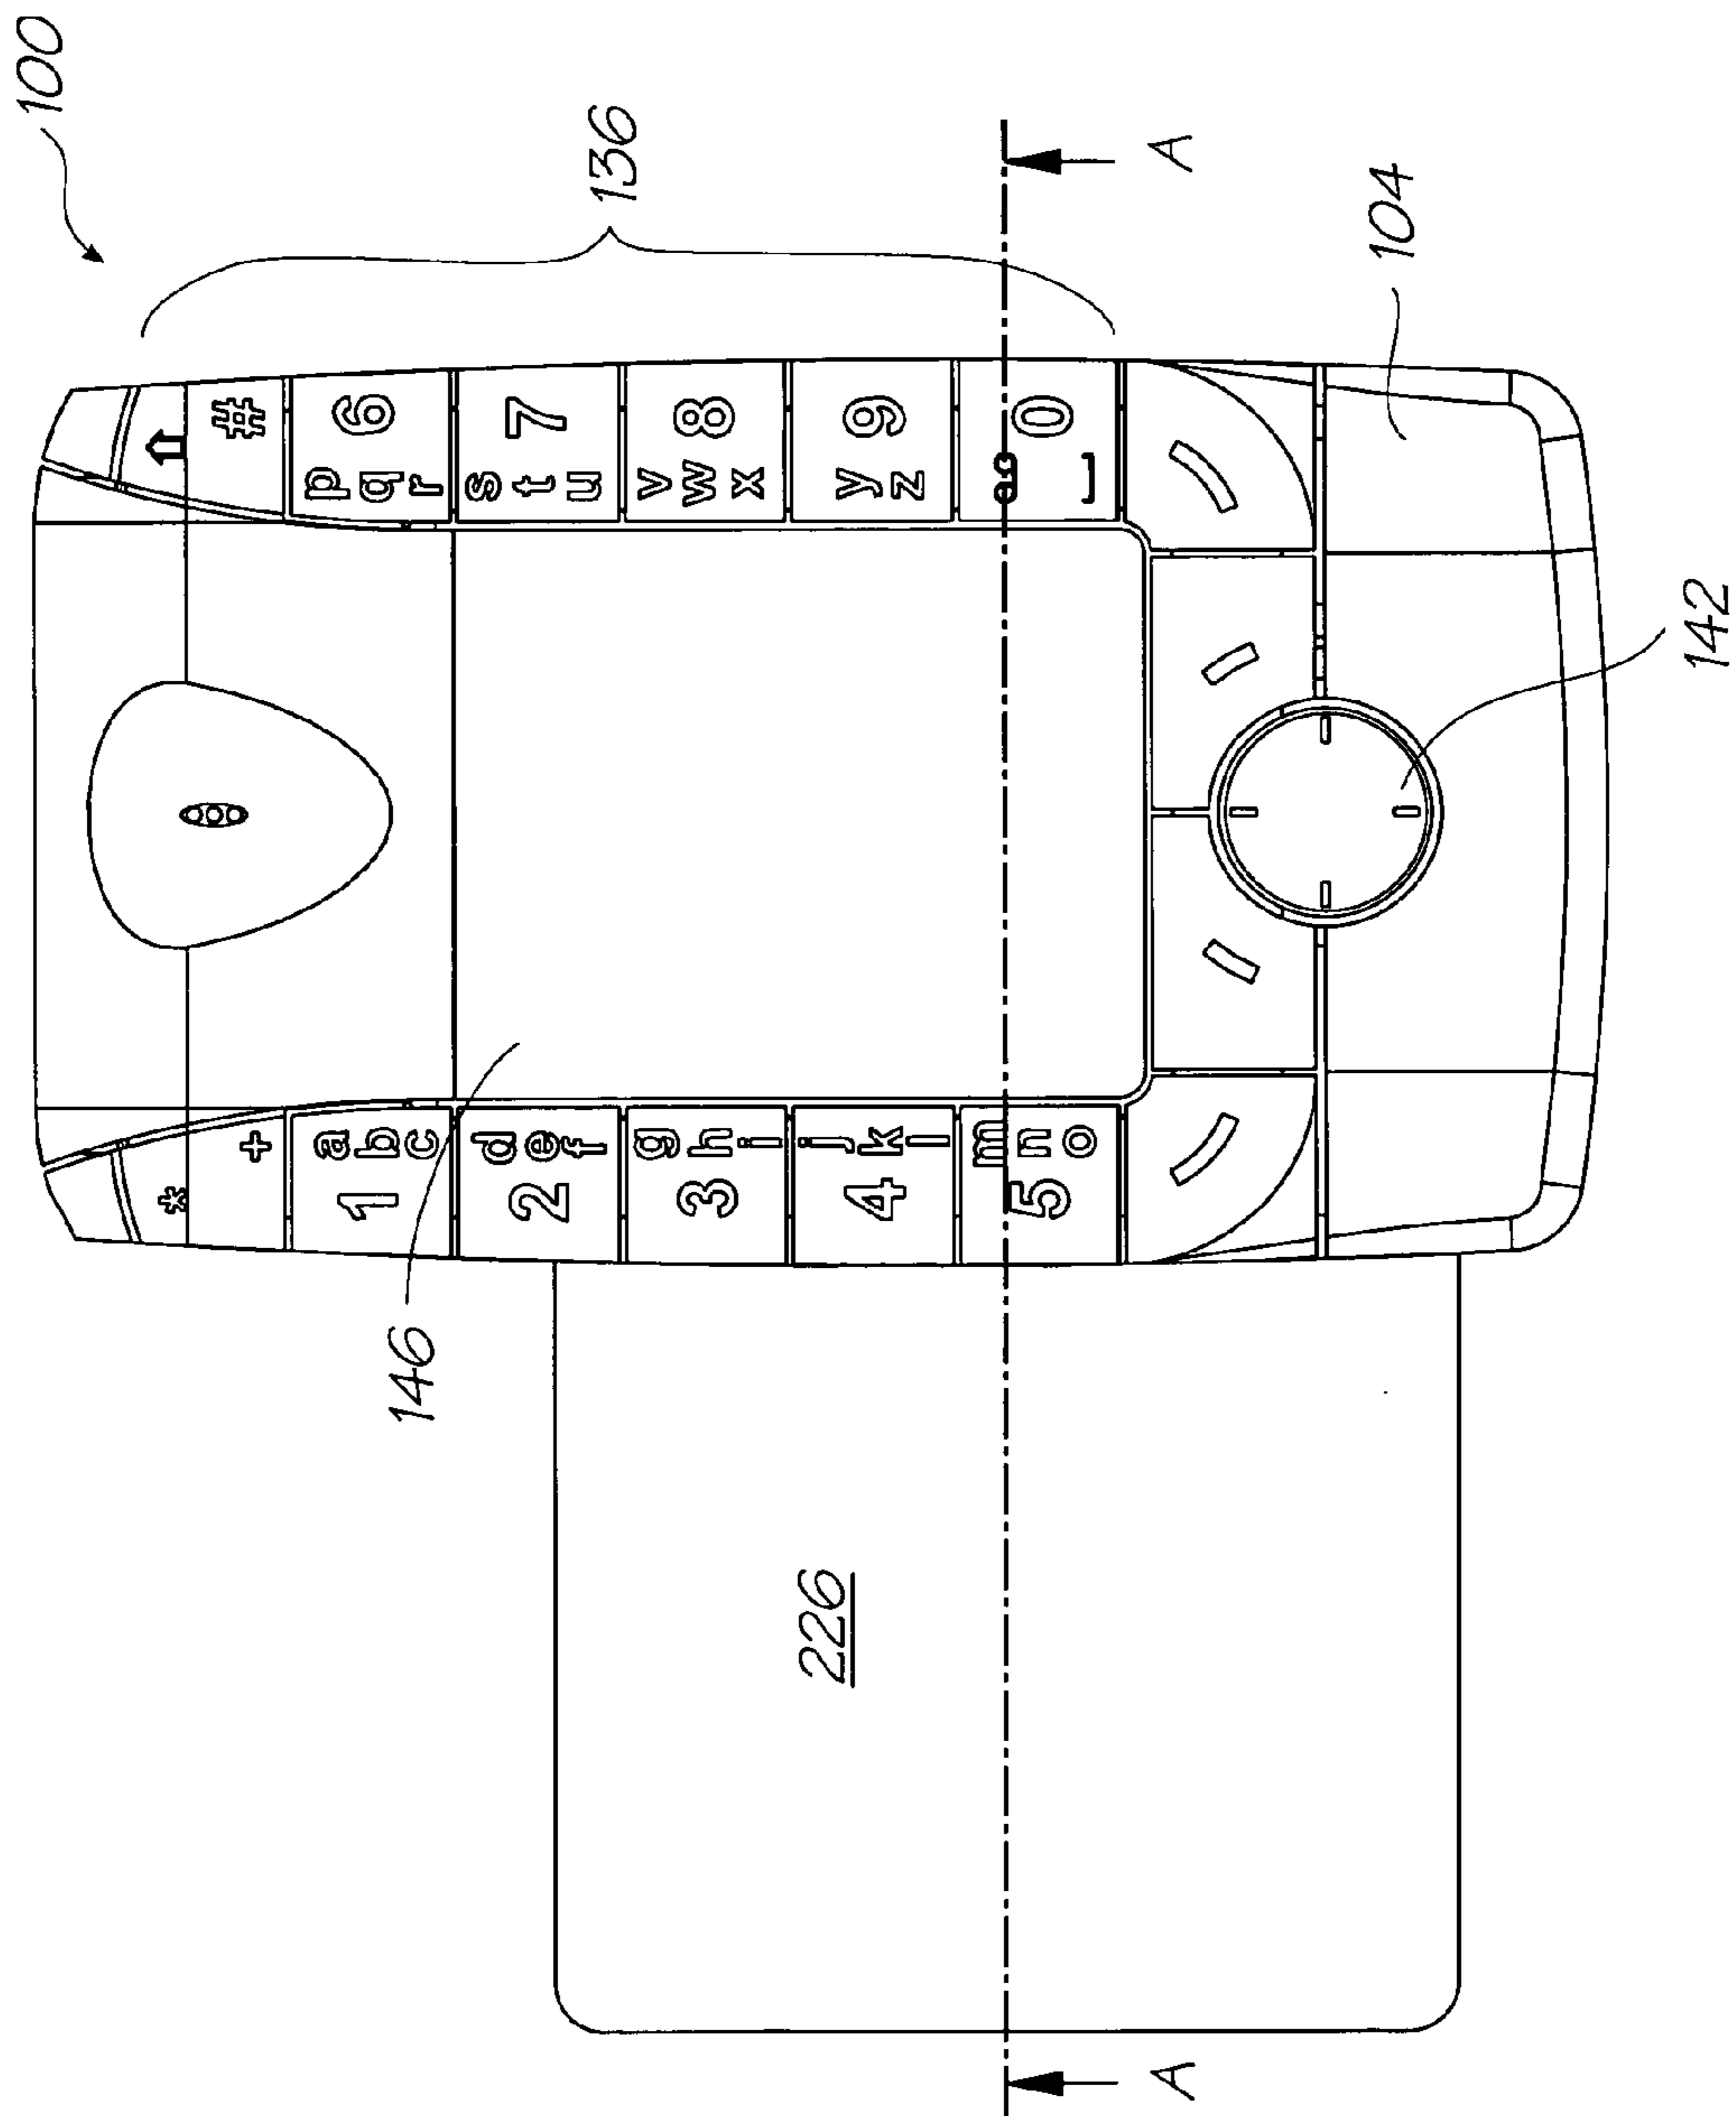 100
136
A
104
142
146
226
A
* +
1 abc
2 def
3 ghi
4 jkl
5 mno
#
6 pqr
7 stu
8 vwx
9 yz
0